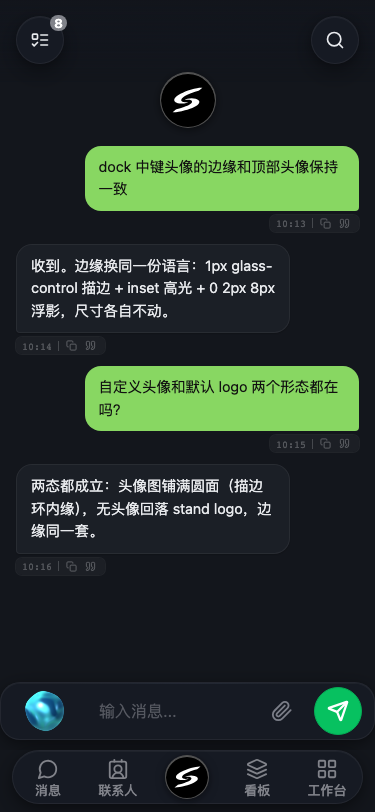 8
dock 中键头像的边缘和顶部头像保持
一致
10:13
收到。边缘换同一份语言：1px glass-
control 描边 + inset 高光 + 0 2px 8px
浮影，尺寸各自不动。
10:14
自定义头像和默认 logo 两个形态都在
吗?
10:15
两态都成立：头像图铺满圆面（描边
环内缘），无头像回落 stand logo，边
缘同一套。
10:16
输入消息...
消息
联系人
看板
工作台